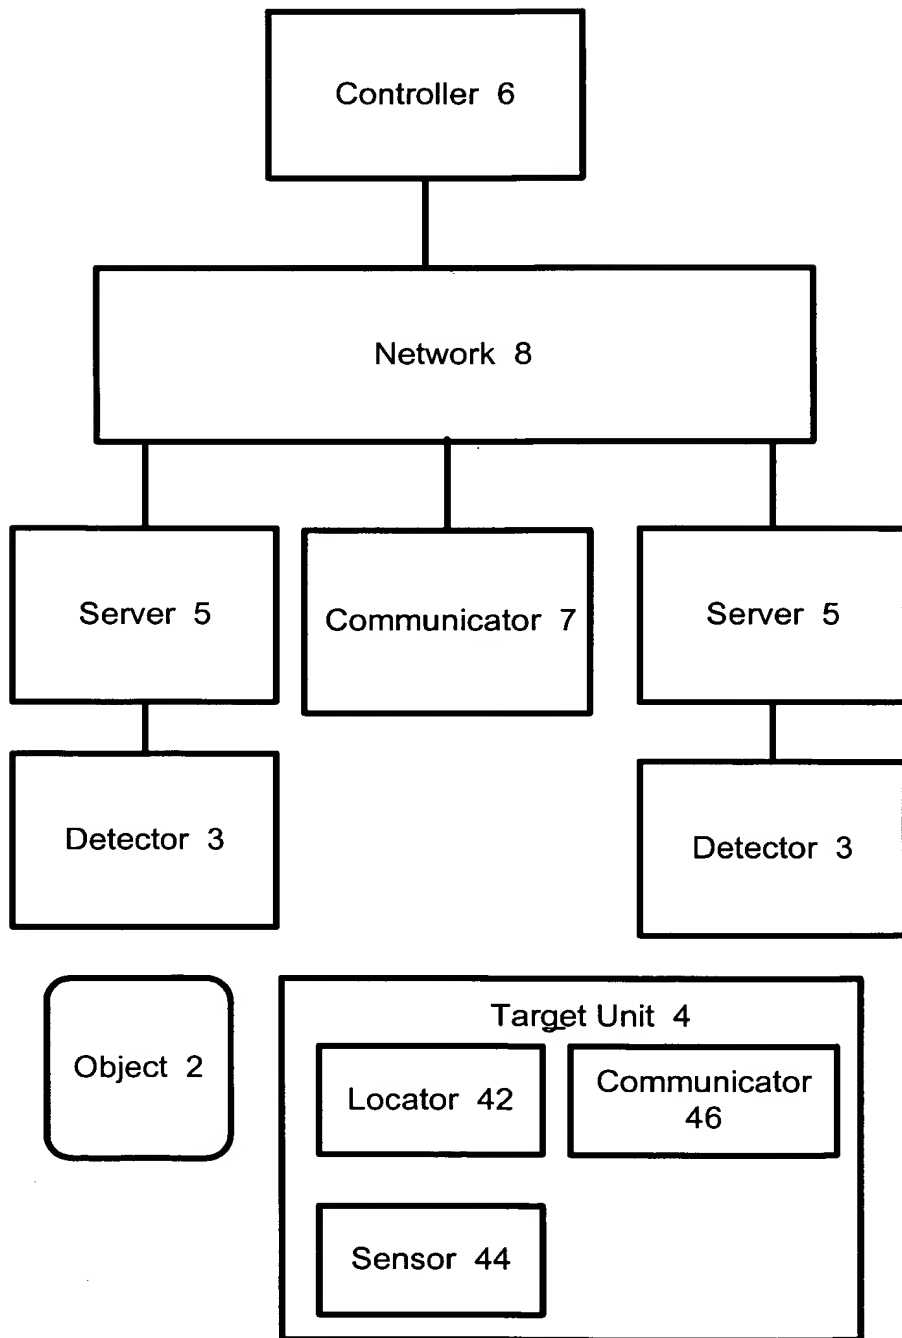 Controller 6
Network 8
Server 5
Communicator 7
Server 5
Detector 3
Detector 3
Object 2
Target Unit 4
Locator 42
Communicator
46
Sensor 44